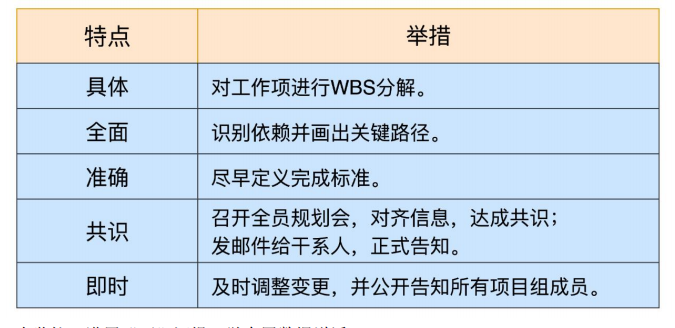 特点 举措
具体 对工作项进行WBS分解。
全面 识别依赖并画出关键路径。
准确 尽早定义完成标准。
共识 召开全员规划会，对齐信息，达成共识；
发邮件给干系人，正式告知。
即时 及时调整变更，并公开告知所有项目组成员。